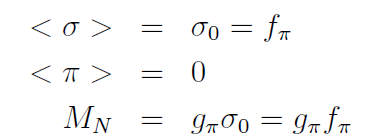 < σ > = σ₀ = f_π
< π > = 0
M_N = g_π σ₀ = g_π f_π